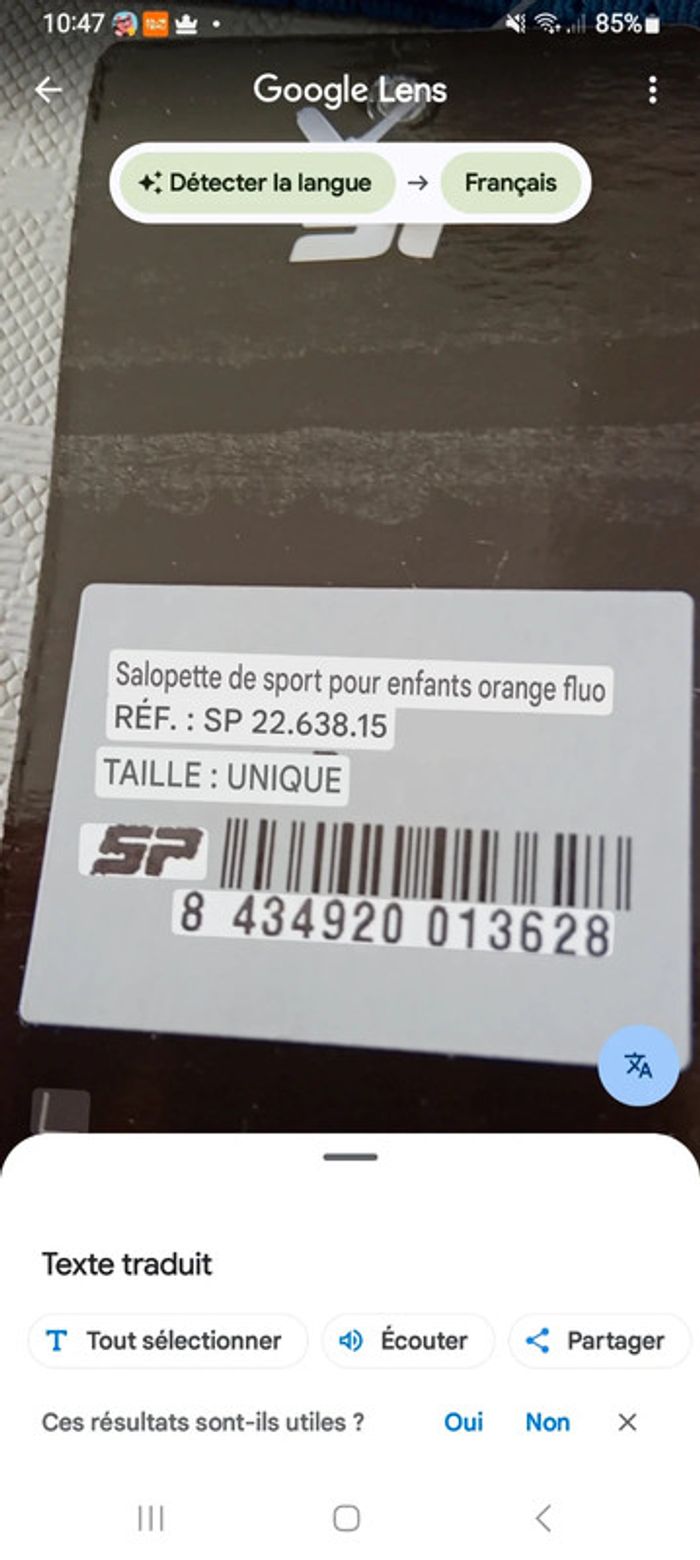 10:47
85%
Google Lens
Détecter la langue → Français
SP
Salopette de sport pour enfants orange fluo
RÉF. : SP 22.638.15
TAILLE : UNIQUE
SP
8 434920 013628
Texte traduit
Tout sélectionner
Écouter
Partager
Ces résultats sont-ils utiles ?
Oui
Non